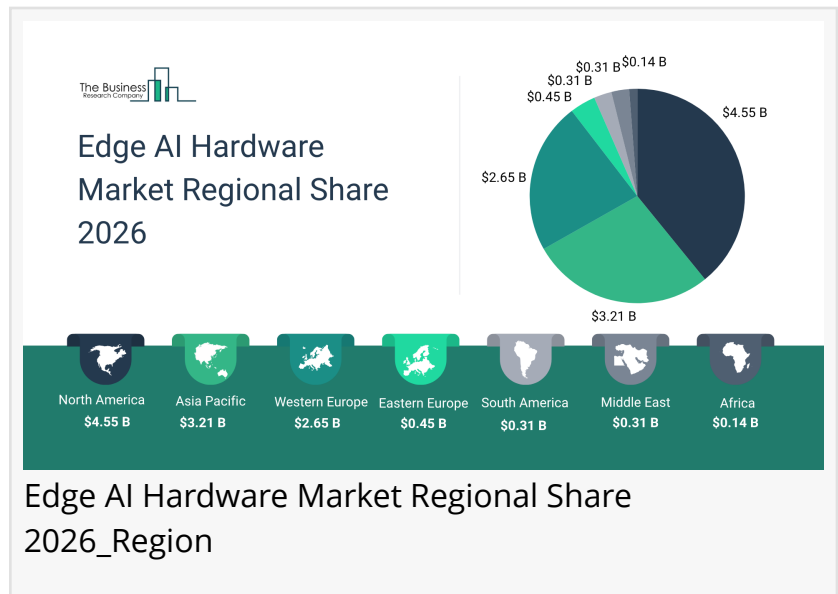 The Business
Research Company
Edge AI Hardware
Market Regional Share
2026
$0.14 B
$0.31 B
$0.31 B
$0.45 B
$4.55 B
$2.65 B
$3.21 B
North America
$4.55 B
Asia Pacific
$3.21 B
Western Europe
$2.65 B
Eastern Europe
$0.45 B
South America
$0.31 B
Middle East
$0.31 B
Africa
$0.14 B
Edge AI Hardware Market Regional Share
2026_Region